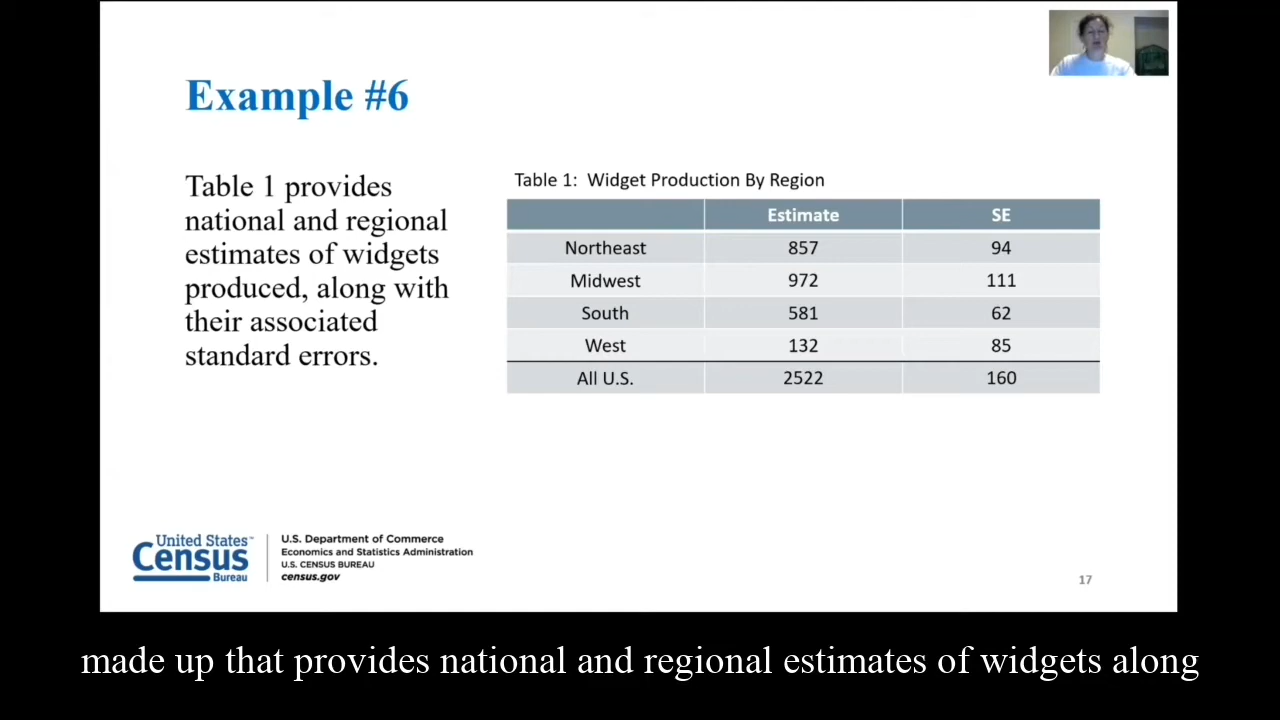 Example #6
Table 1 provides
national and regional
estimates of widgets
produced, along with
their associated
standard errors.
Table 1: Widget Production By Region
Estimate SE
Northeast 857 94
Midwest 972 111
South 581 62
West 132 85
All U.S. 2522 160
United States™
Census
Bureau
U.S. Department of Commerce
Economics and Statistics Administration
U.S. CENSUS BUREAU
census.gov
17
made up that provides national and regional estimates of widgets along